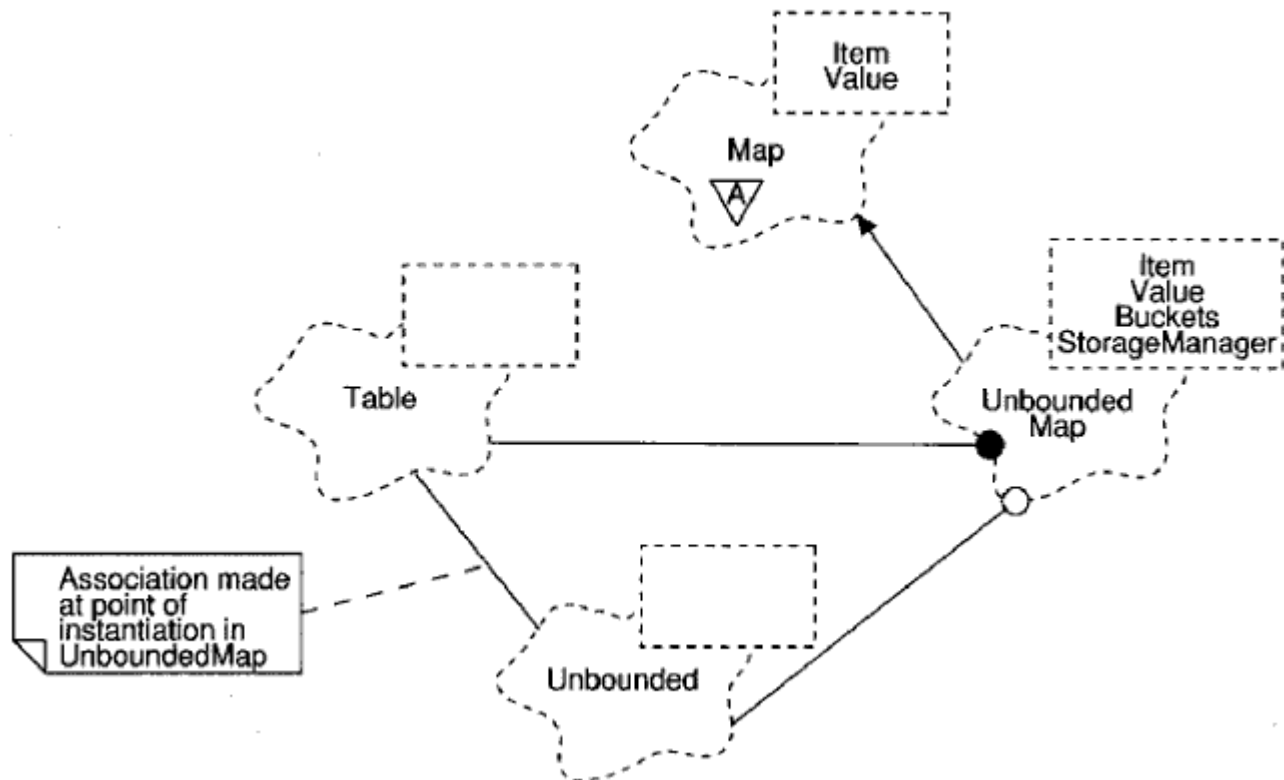 Item
Value
Map
A
Item
Value
Buckets
StorageManager
Unbounded
Map
Table
Association made
at point of
instantiation in
UnboundedMap
Unbounded